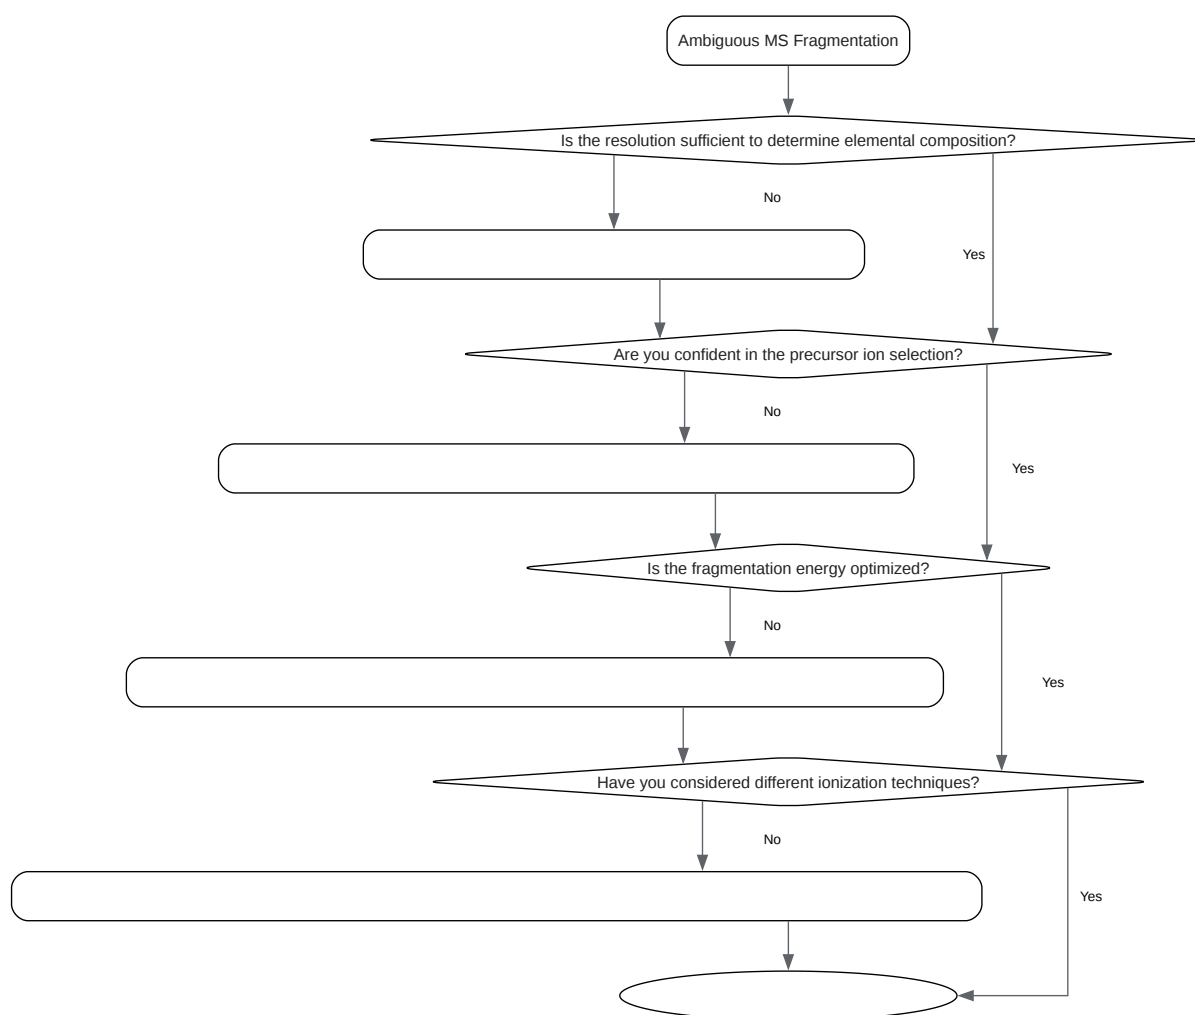 Ambiguous MS Fragmentation
Is the resolution sufficient to determine elemental composition?
No
Yes
Are you confident in the precursor ion selection?
No
Yes
Is the fragmentation energy optimized?
No
Yes
Have you considered different ionization techniques?
No
Yes